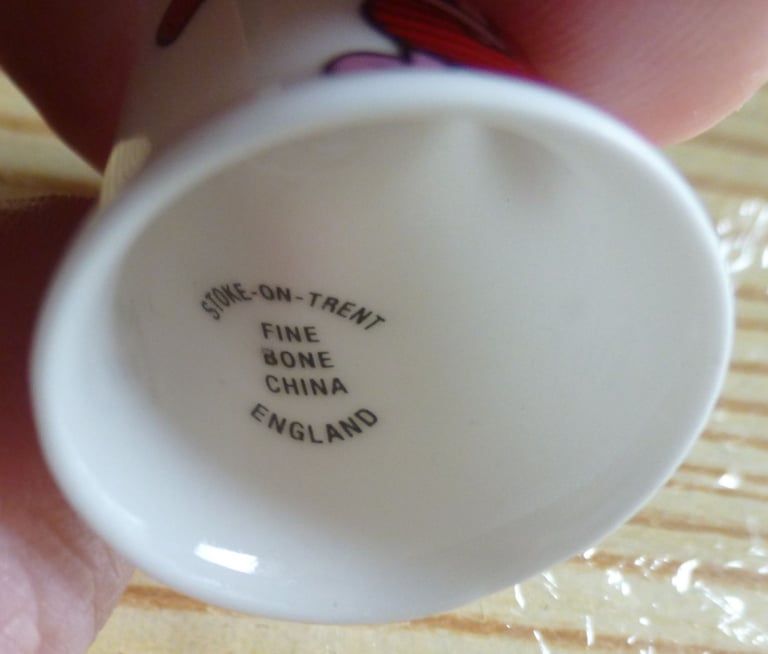 STOKE-ON-TRENT
FINE
BONE
CHINA
ENGLAND